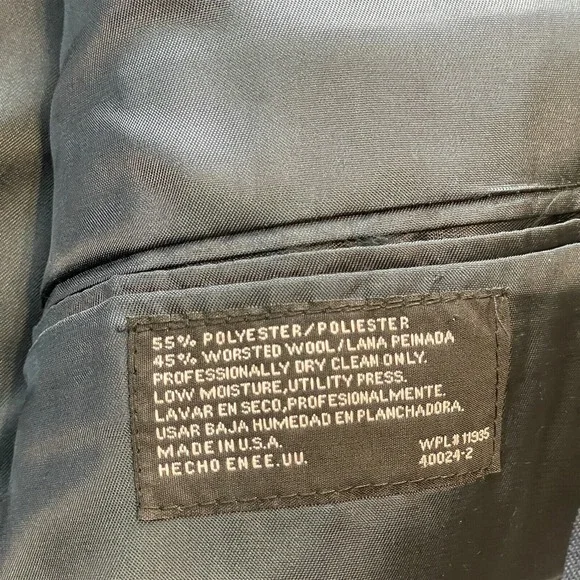 55% POLYESTER/POLIESTER
45% WORSTED WOOL/LANA PEINADA
PROFESSIONALLY DRY CLEAN ONLY.
LOW MOISTURE, UTILITY PRESS.
LAVAR EN SECO, PROFESIONALMENTE.
USAR BAJA HUMEDAD EN PLANCHADORA.
MADE IN U.S.A.
HECHO EN EE.UU.
WPL# 11935
40024-2